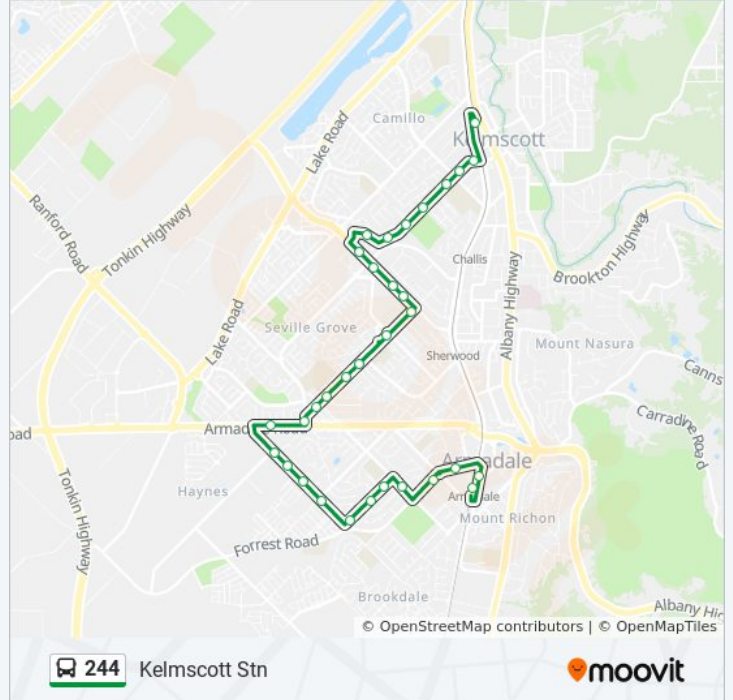 Camillo
Kelmscott
Lake Road
Ranford Road
Tonkin Highway
Brookton Highway
Challis
Albany Highway
Lake Road
Seville Grove
Mount Nasura
Sherwood
Canns
Carradine Road
oad
Armadale Road
Armadale
Haynes
Tonkin Highway
Armadale
Mount Richon
Forrest Road
Brookdale
Albany Hig
© OpenStreetMap contributors | © OpenMapTiles
244 Kelmscott Stn
moovit